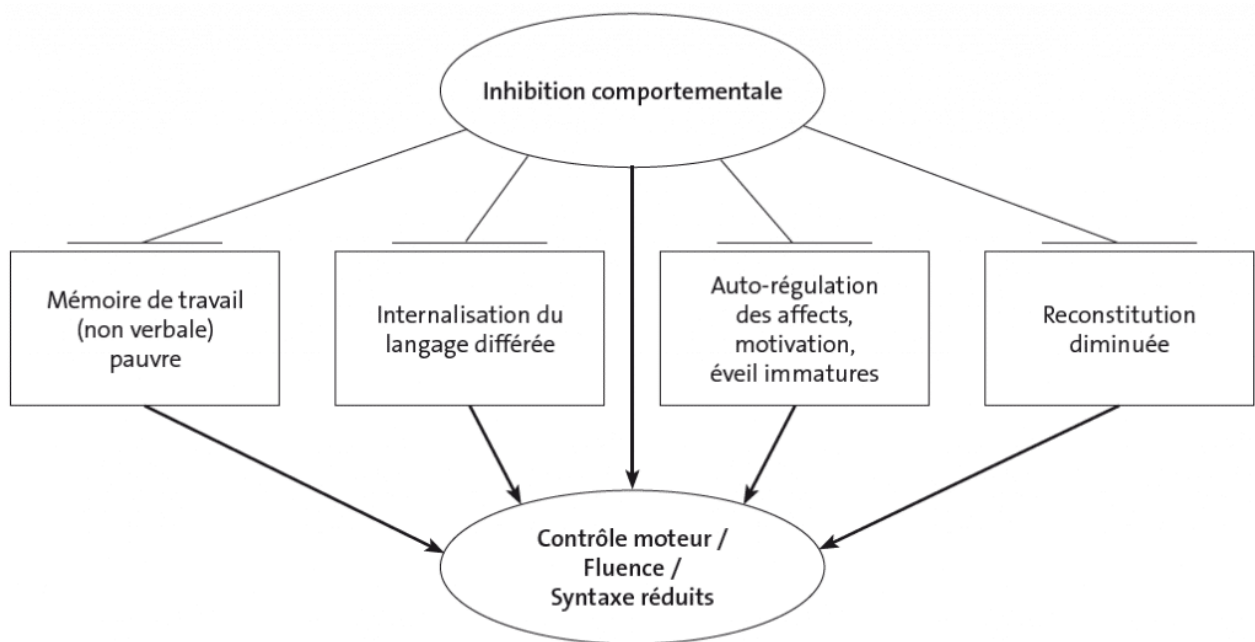 Inhibition comportementale
Mémoire de travail
(non verbale)
pauvre
Internalisation du
langage différée
Auto-régulation
des affects,
motivation,
éveil immatures
Reconstitution
diminuée
Contrôle moteur /
Fluence /
Syntaxe réduits